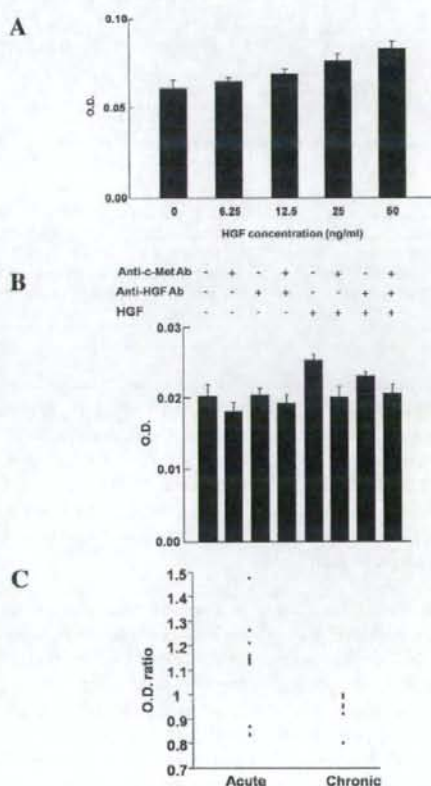 A
0.10
0.05
0.00
O.D.
0 6.25 12.5 25 50
HGF concentration (ng/ml)
B
Anti-c-Met Ab - + - + - + - +
Anti-HGF Ab - - + + - - + +
HGF - - - - + + + +
0.03
0.02
0.01
0.00
O.D.
C
1.5
1.4
1.3
1.2
1.1
1
0.9
0.8
0.7
O.D. ratio
Acute Chronic